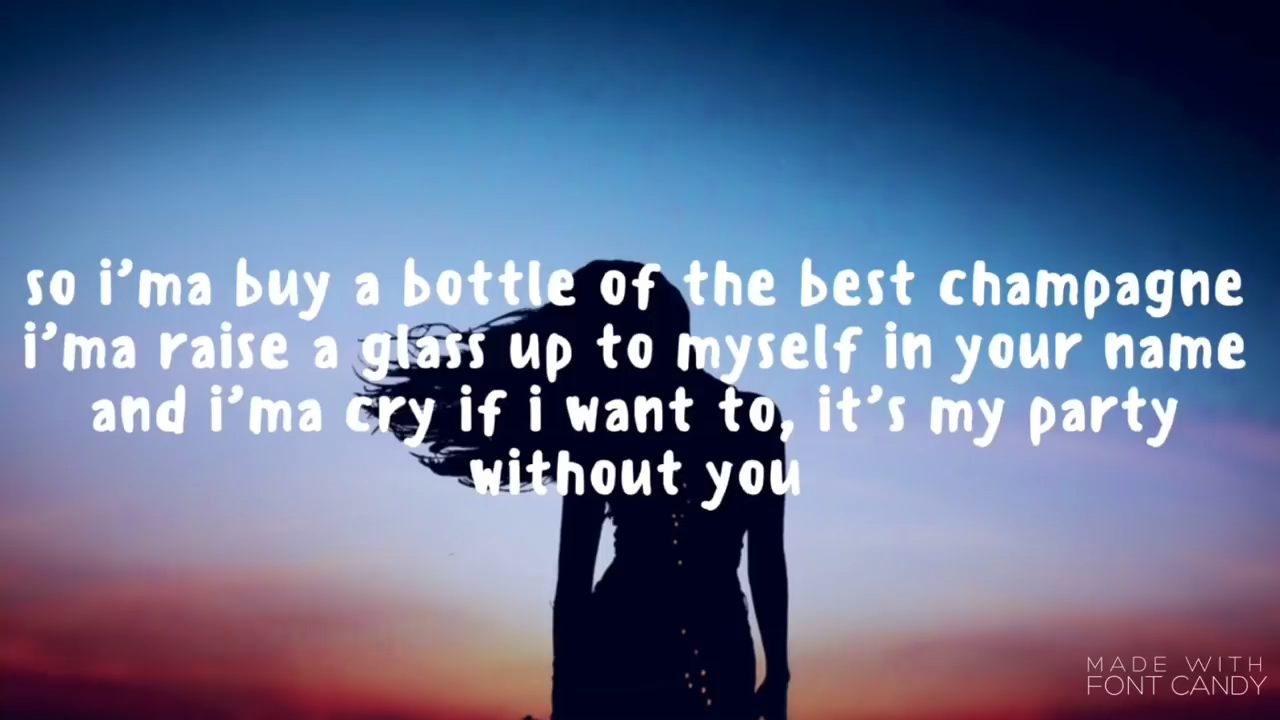 so i'ma buy a bottle of the best champagne
i'ma raise a glass up to myself in your name
and i'ma cry if i want to, it's my party
without you
MADE WITH
FONT CANDY